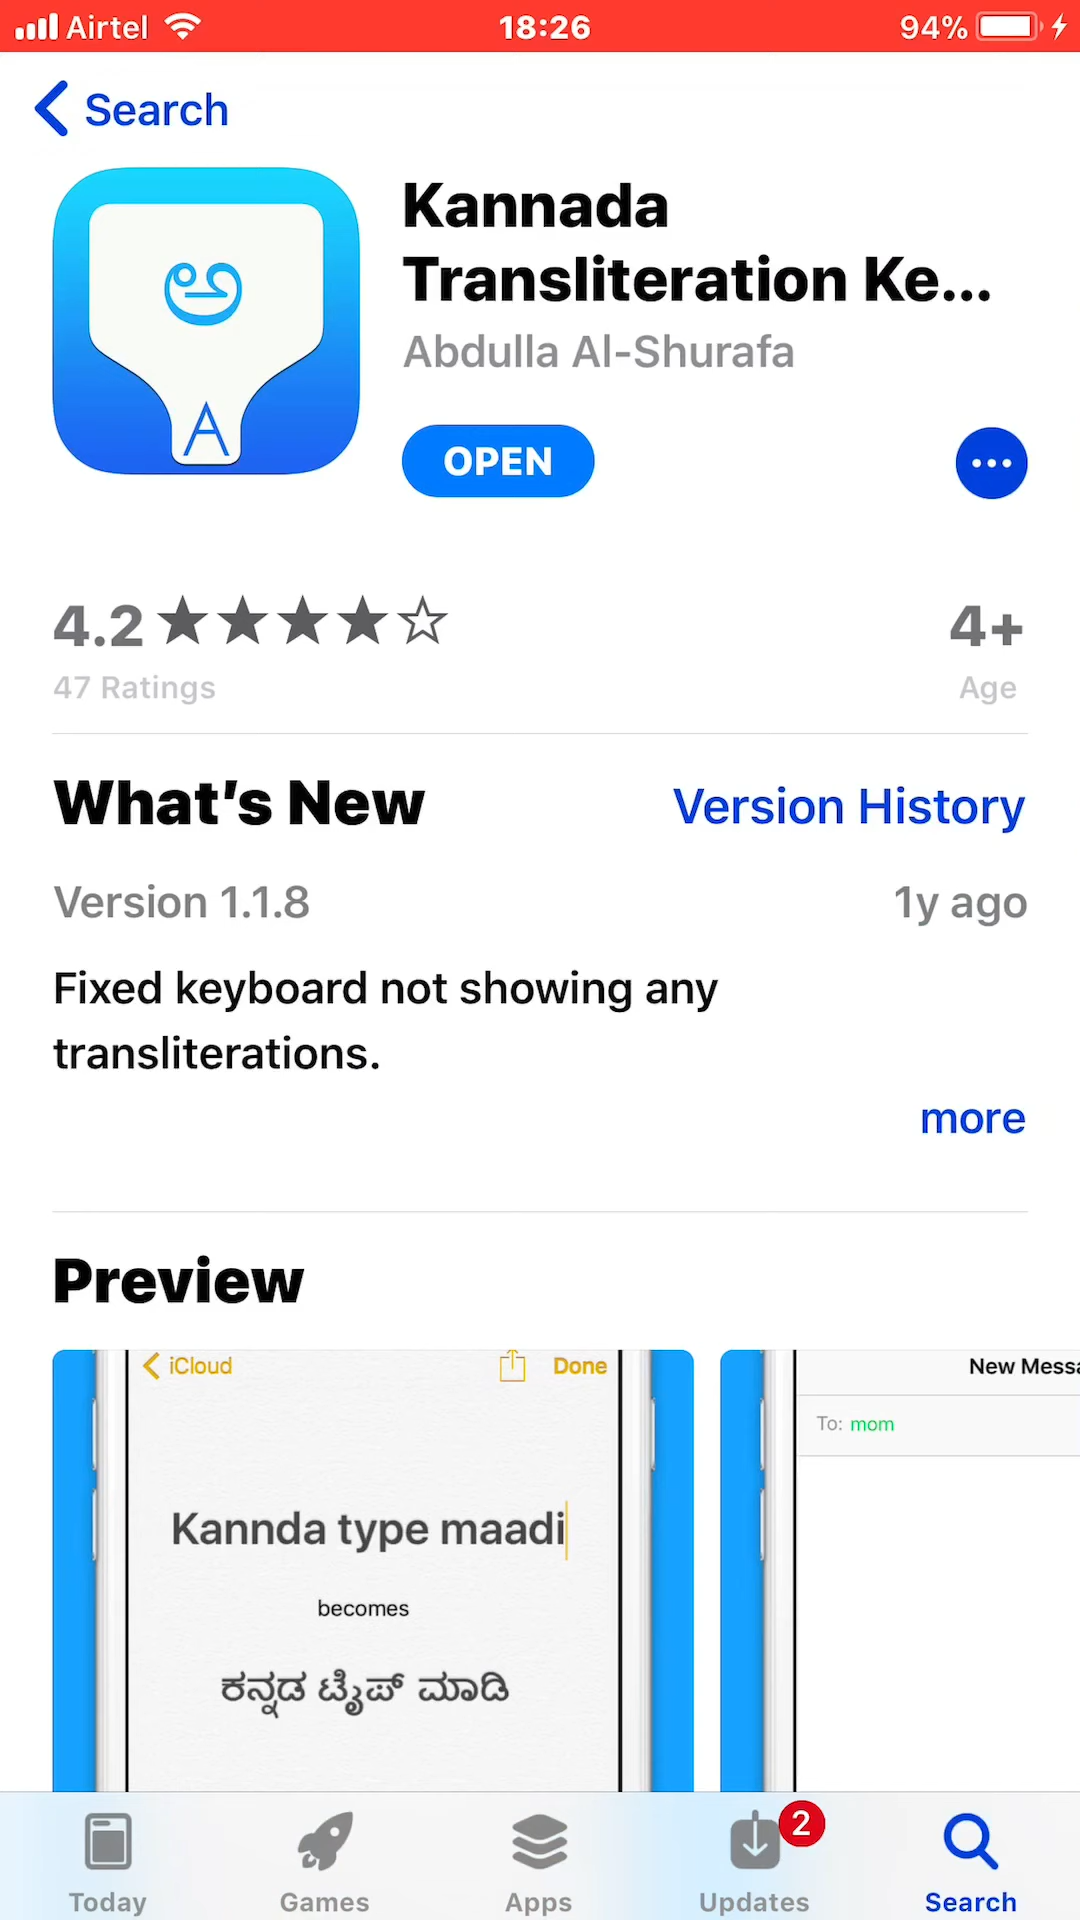 Airtel 18:26 94%
Search
ಅ
A
Kannada
Transliteration Ke...
Abdulla Al-Shurafa
OPEN
4.2 ★★★★☆ 4+
47 Ratings Age
What's New Version History
Version 1.1.8 1y ago
Fixed keyboard not showing any
transliterations.
more
Preview
iCloud Done
Kannda type maadi
becomes
ಕನ್ನಡ ಟೈಪ್ ಮಾಡಿ
New Messa
To: mom
2
Today Games Apps Updates Search